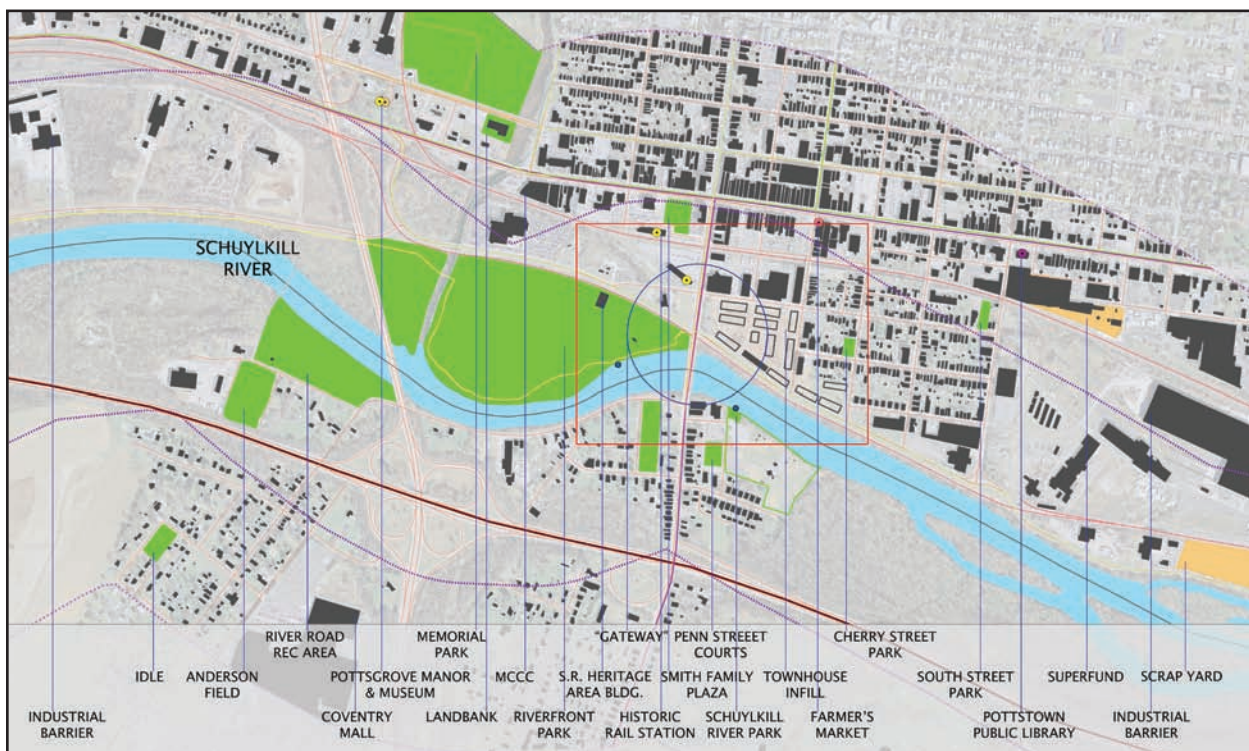 SCHUYLKILL
RIVER
RIVER ROAD
REC AREA
MEMORIAL
PARK
"GATEWAY"
PENN STREEET
COURTS
CHERRY STREET
PARK
IDLE
ANDERSON
FIELD
POTTSGROVE MANOR
& MUSEUM
MCCC
S.R. HERITAGE
AREA BLDG.
SMITH FAMILY
PLAZA
TOWNHOUSE
INFILL
SOUTH STREET
PARK
SUPERFUND
SCRAP YARD
INDUSTRIAL
BARRIER
COVENTRY
MALL
LANDBANK
RIVERFRONT
PARK
HISTORIC
RAIL STATION
SCHUYLKILL
RIVER PARK
FARMER'S
MARKET
POTTSTOWN
PUBLIC LIBRARY
INDUSTRIAL
BARRIER